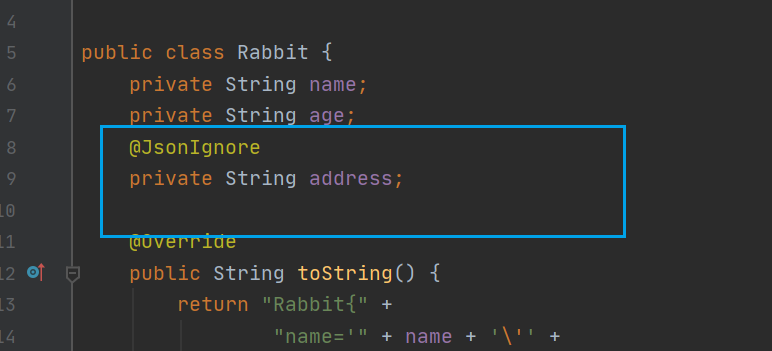 4
5 public class Rabbit {
6 private String name;
7 private String age;
8 @JsonIgnore
9 private String address;
10
11 @Override
12 public String toString() {
13 return "Rabbit{" +
14 "name='" + name + '\'' +